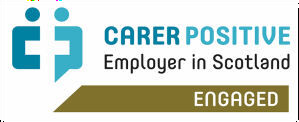 CARER POSITIVE
Employer in Scotland
ENGAGED